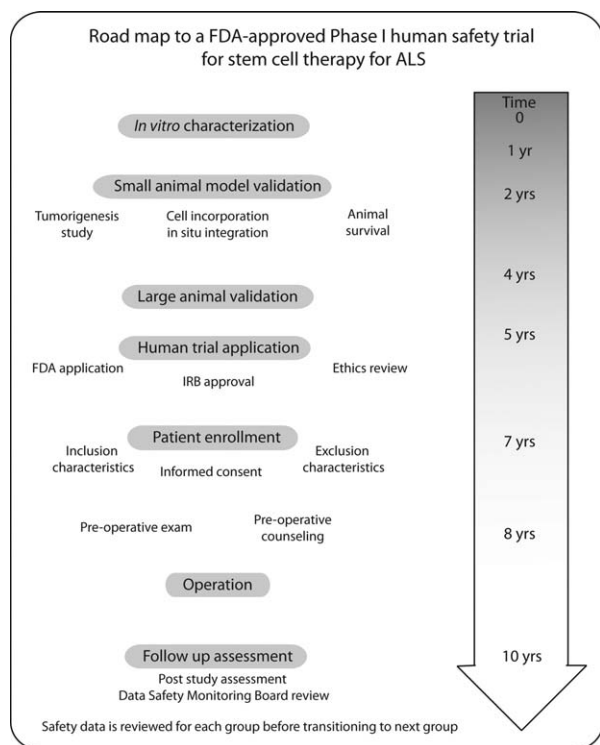 Road map to a FDA-approved Phase I human safety trial
for stem cell therapy for ALS
Time
0
In vitro characterization
1 yr
Small animal model validation
2 yrs
Tumorigenesis
study
Cell incorporation
in situ integration
Animal
survival
4 yrs
Large animal validation
5 yrs
Human trial application
FDA application
IRB approval
Ethics review
Patient enrollment
7 yrs
Inclusion
characteristics
Informed consent
Exclusion
characteristics
Pre-operative exam
Pre-operative
counseling
8 yrs
Operation
Follow up assessment
10 yrs
Post study assessment
Data Safety Monitoring Board review
Safety data is reviewed for each group before transitioning to next group